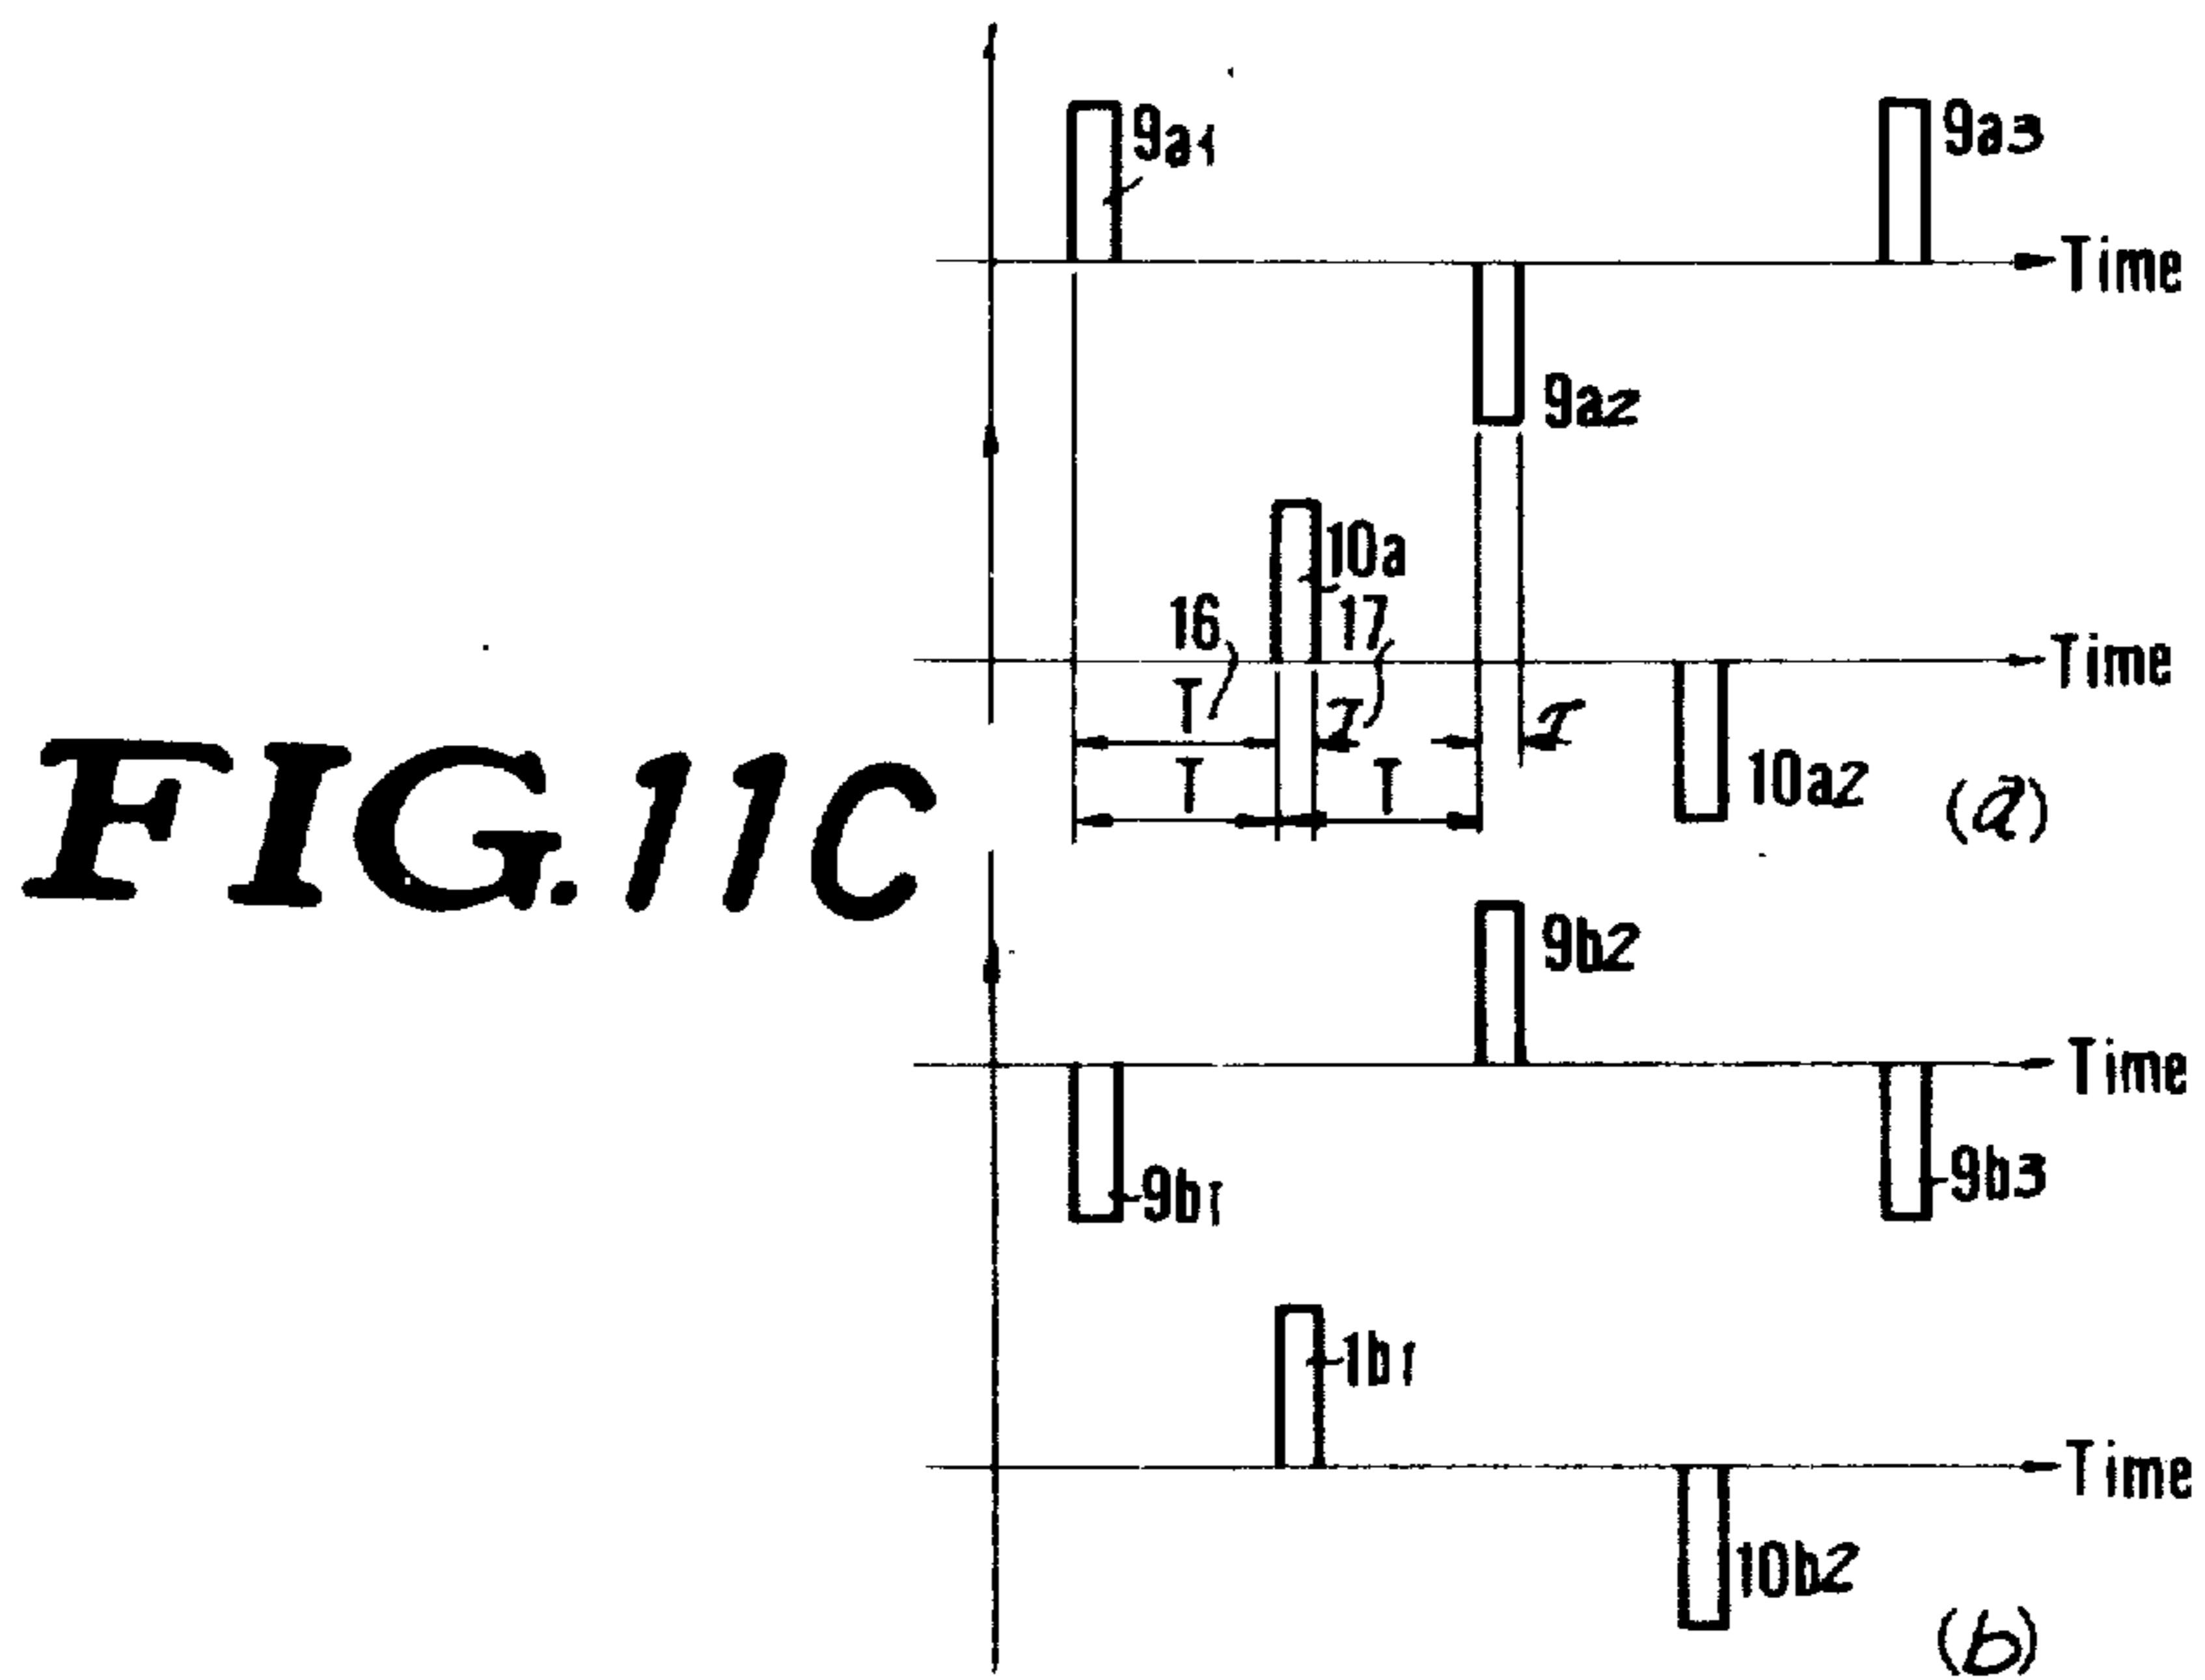 9a1
9a3
Time
9a2
10a
16
17
Time
T
τ
τ
T
T
10a2
(a)
FIG. 11C
9b2
Time
9b1
9b3
1b1
Time
10b2
(b)